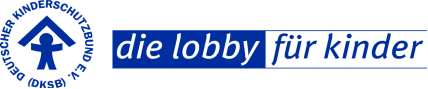 DEUTSCHER KINDERSCHUTZBUND E.V.
(DKSB)
die lobby für kinder